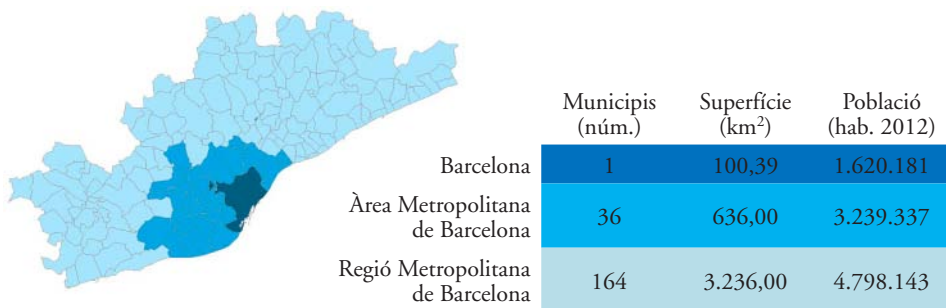 Municipis Superfície Població
(núm.) (km²) (hab. 2012)
Barcelona 1 100,39 1.620.181
Àrea Metropolitana
de Barcelona 36 636,00 3.239.337
Regió Metropolitana
de Barcelona 164 3.236,00 4.798.143